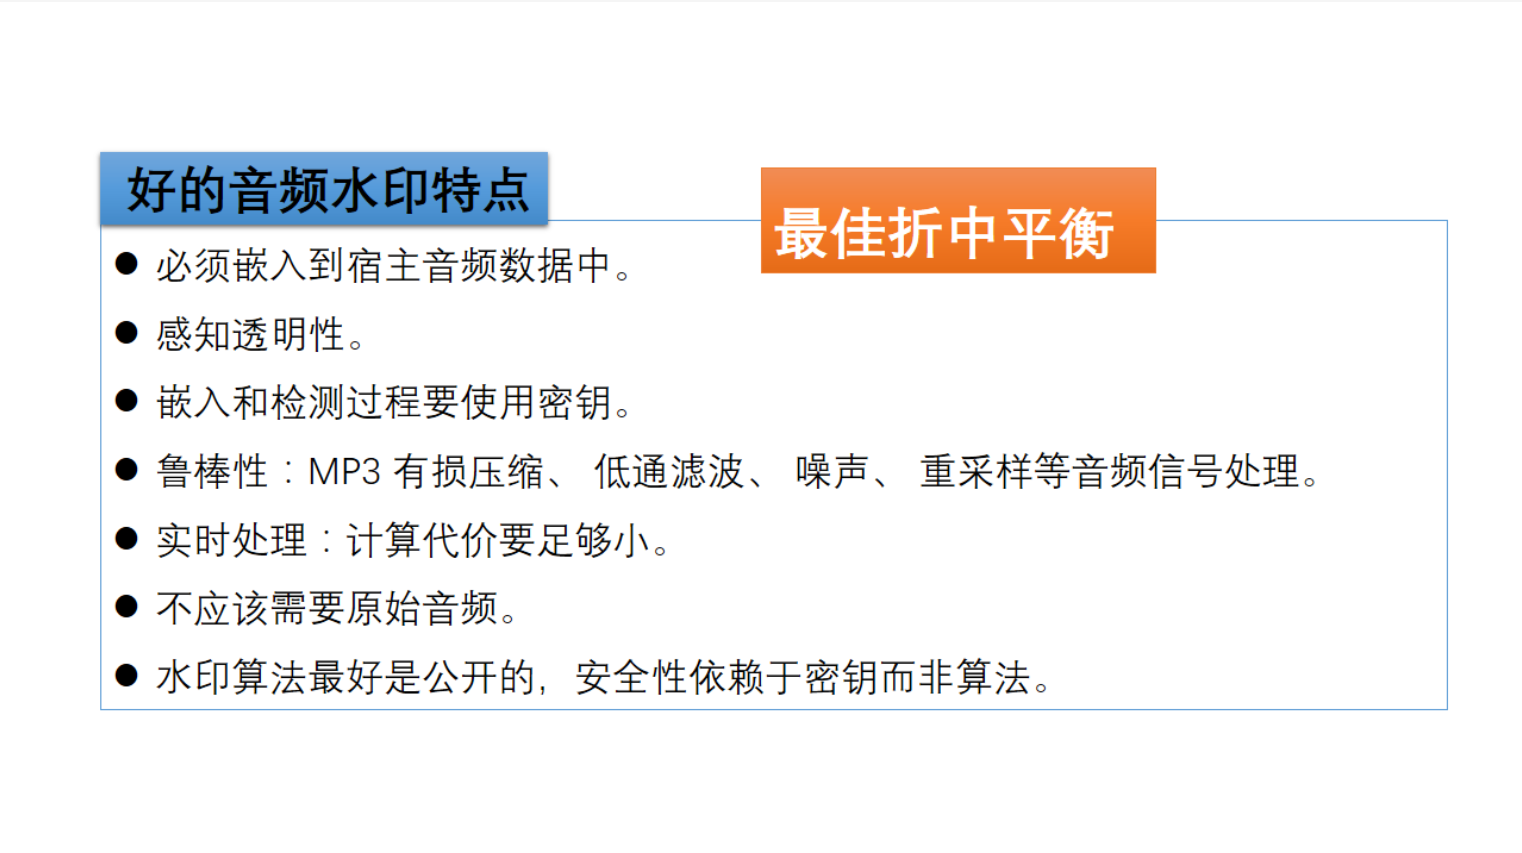 好的音频水印特点
最佳折中平衡
● 必须嵌入到宿主音频数据中。
● 感知透明性。
● 嵌入和检测过程要使用密钥。
● 鲁棒性：MP3 有损压缩、 低通滤波、 噪声、 重采样等音频信号处理。
● 实时处理：计算代价要足够小。
● 不应该需要原始音频。
● 水印算法最好是公开的，安全性依赖于密钥而非算法。